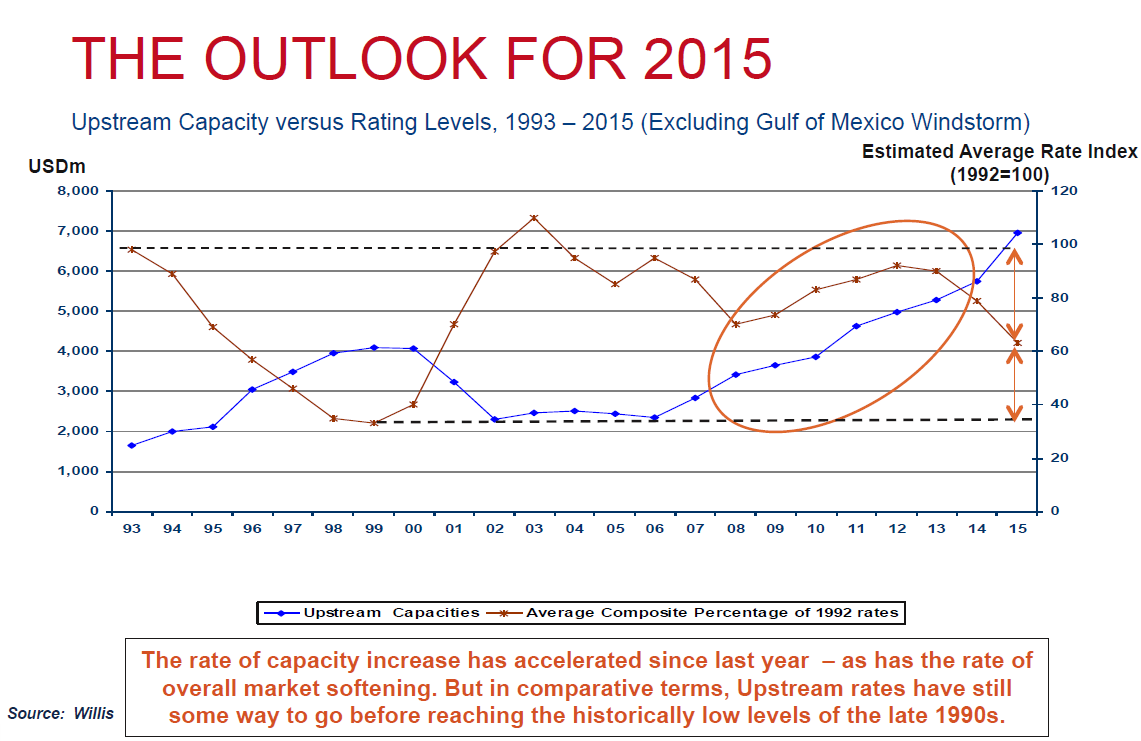 THE OUTLOOK FOR 2015
Upstream Capacity versus Rating Levels, 1993 – 2015 (Excluding Gulf of Mexico Windstorm)
USDm
Estimated Average Rate Index
(1992=100)
8,000
7,000
6,000
5,000
4,000
3,000
2,000
1,000
0
120
100
80
60
40
20
0
93 94 95 96 97 98 99 00 01 02 03 04 05 06 07 08 09 10 11 12 13 14 15
Upstream Capacities Average Composite Percentage of 1992 rates
The rate of capacity increase has accelerated since last year – as has the rate of
overall market softening. But in comparative terms, Upstream rates have still
some way to go before reaching the historically low levels of the late 1990s.
Source: Willis